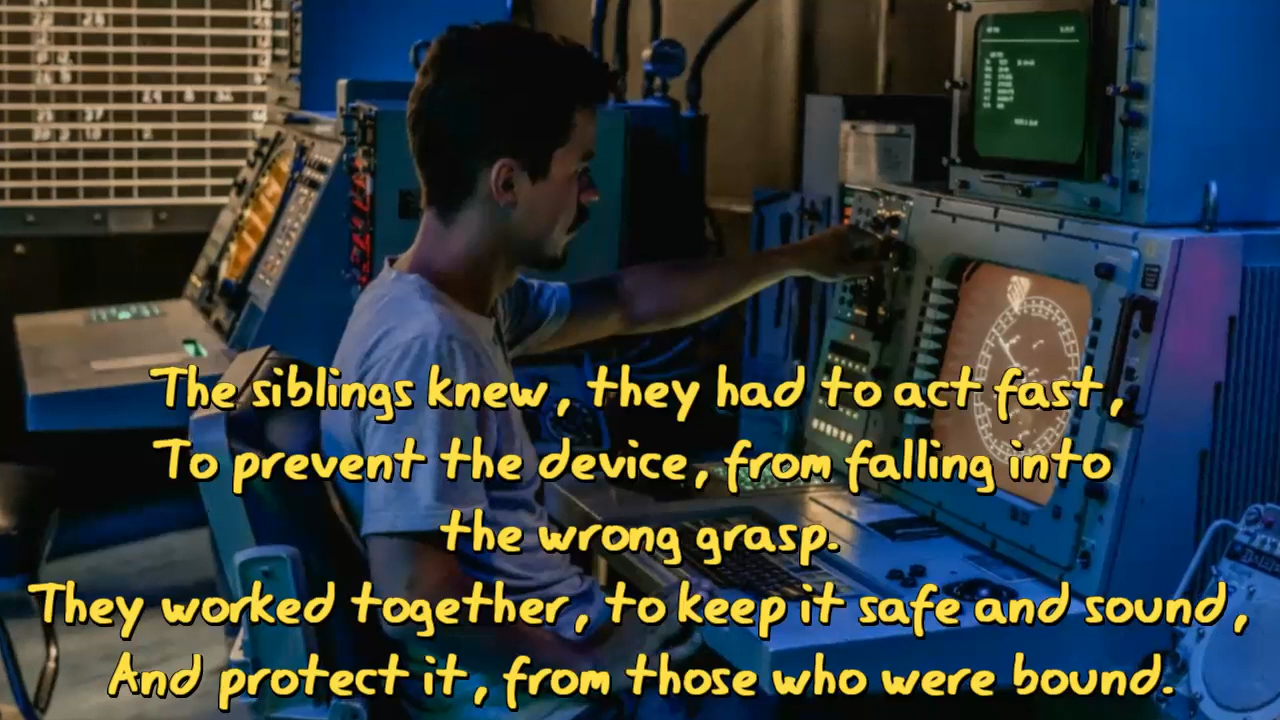 The siblings knew, they had to act fast,
To prevent the device, from falling into
the wrong grasp.
They worked together, to keep it safe and sound,
And protect it, from those who were bound.